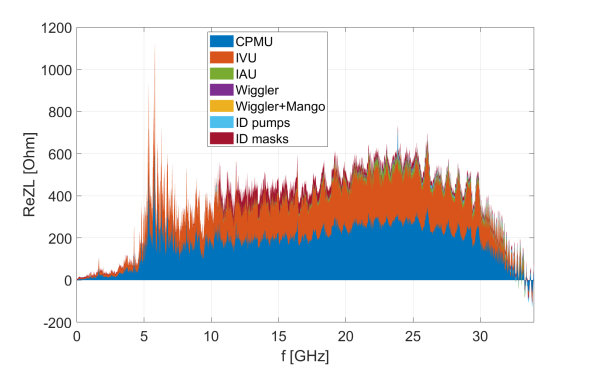 1200
1000
800
600
400
200
0
-200
ReZL [Ohm]
CPMU
IVU
IAU
Wiggler
Wiggler+Mango
ID pumps
ID masks
0 5 10 15 20 25 30
f [GHz]